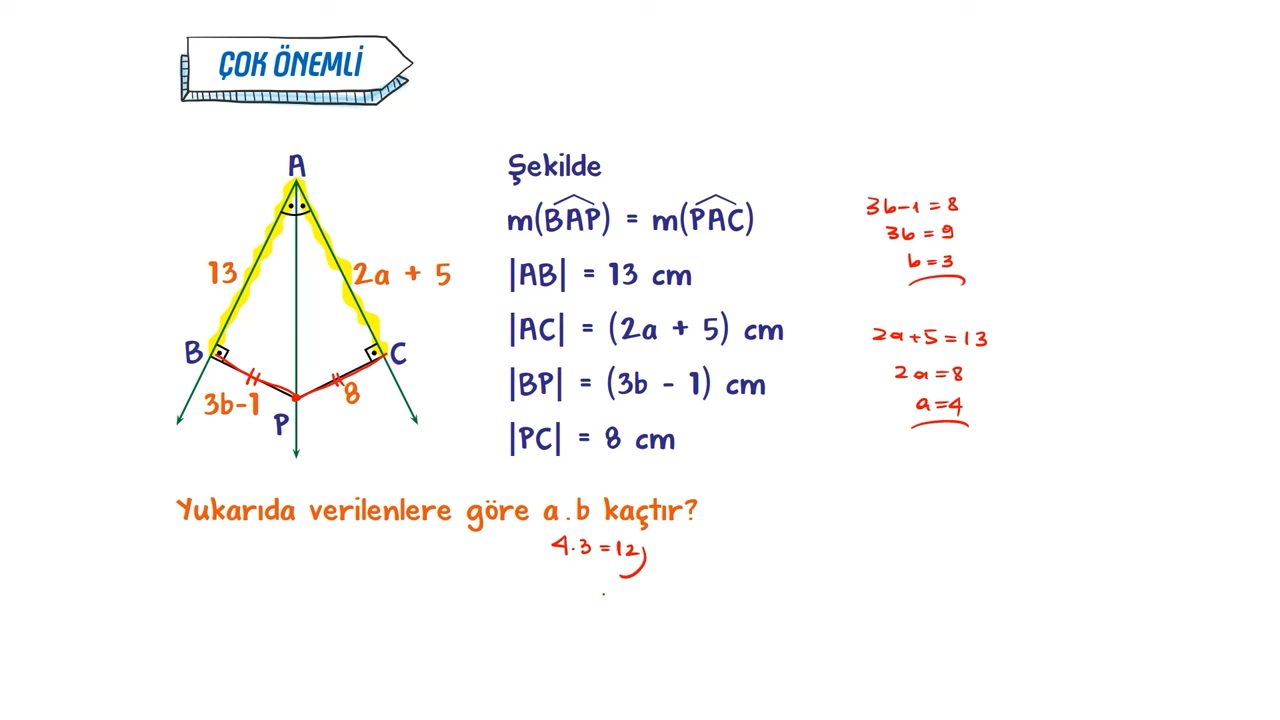 ÇOK ÖNEMLİ
A
13
2a + 5
B
C
3b-1
8
P
Şekilde
m(BAP) = m(PAC)
|AB| = 13 cm
|AC| = (2a + 5) cm
|BP| = (3b - 1) cm
|PC| = 8 cm
3b-1 = 8
3b = 9
b = 3
2a+5 = 13
2a = 8
a = 4
Yukarıda verilenlere göre a.b kaçtır?
4.3 = 12